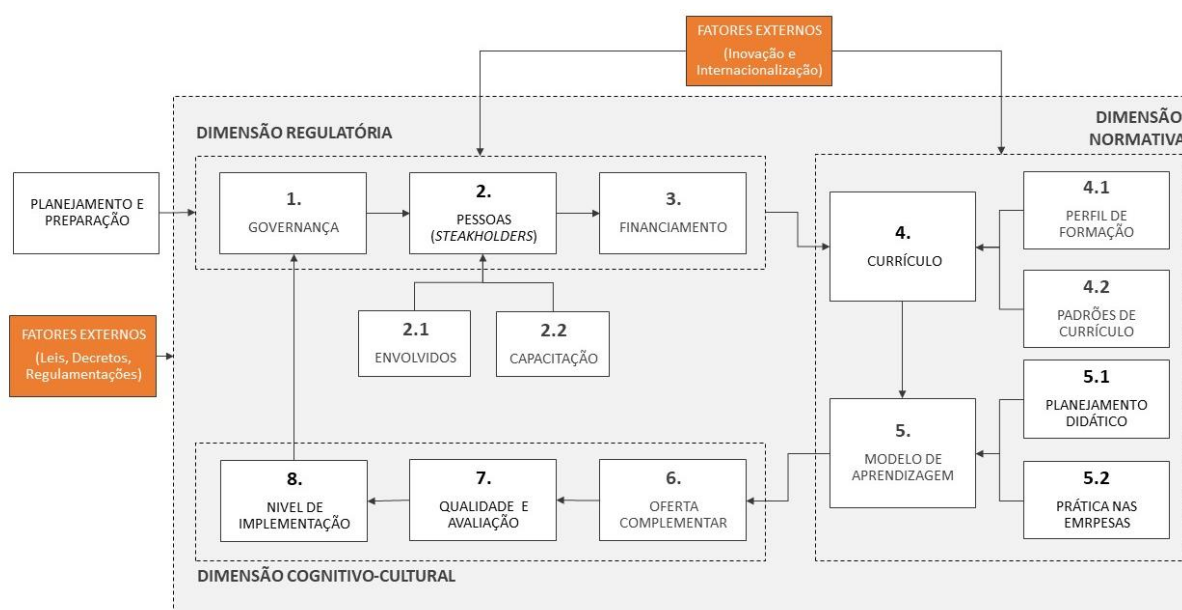 FATORES EXTERNOS
(Inovação e
Internacionalização)
DIMENSÃO REGULATÓRIA
DIMENSÃO
NORMATIVA
PLANEJAMENTO E
PREPARAÇÃO
1.
GOVERNANÇA
2.
PESSOAS
(STEAKHOLDERS)
3.
FINANCIAMENTO
4.
CURRÍCULO
4.1
PERFIL DE
FORMAÇÃO
4.2
PADRÕES DE
CURRÍCULO
2.1
ENVOLVIDOS
2.2
CAPACITAÇÃO
FATORES EXTERNOS
(Leis, Decretos,
Regulamentações)
5.
MODELO DE
APRENDIZAGEM
5.1
PLANEJAMENTO
DIDÁTICO
5.2
PRÁTICA NAS
EMRPESAS
8.
NIVEL DE
IMPLEMENTAÇÃO
7.
QUALIDADE E
AVALIAÇÃO
6.
OFERTA
COMPLEMENTAR
DIMENSÃO COGNITIVO-CULTURAL